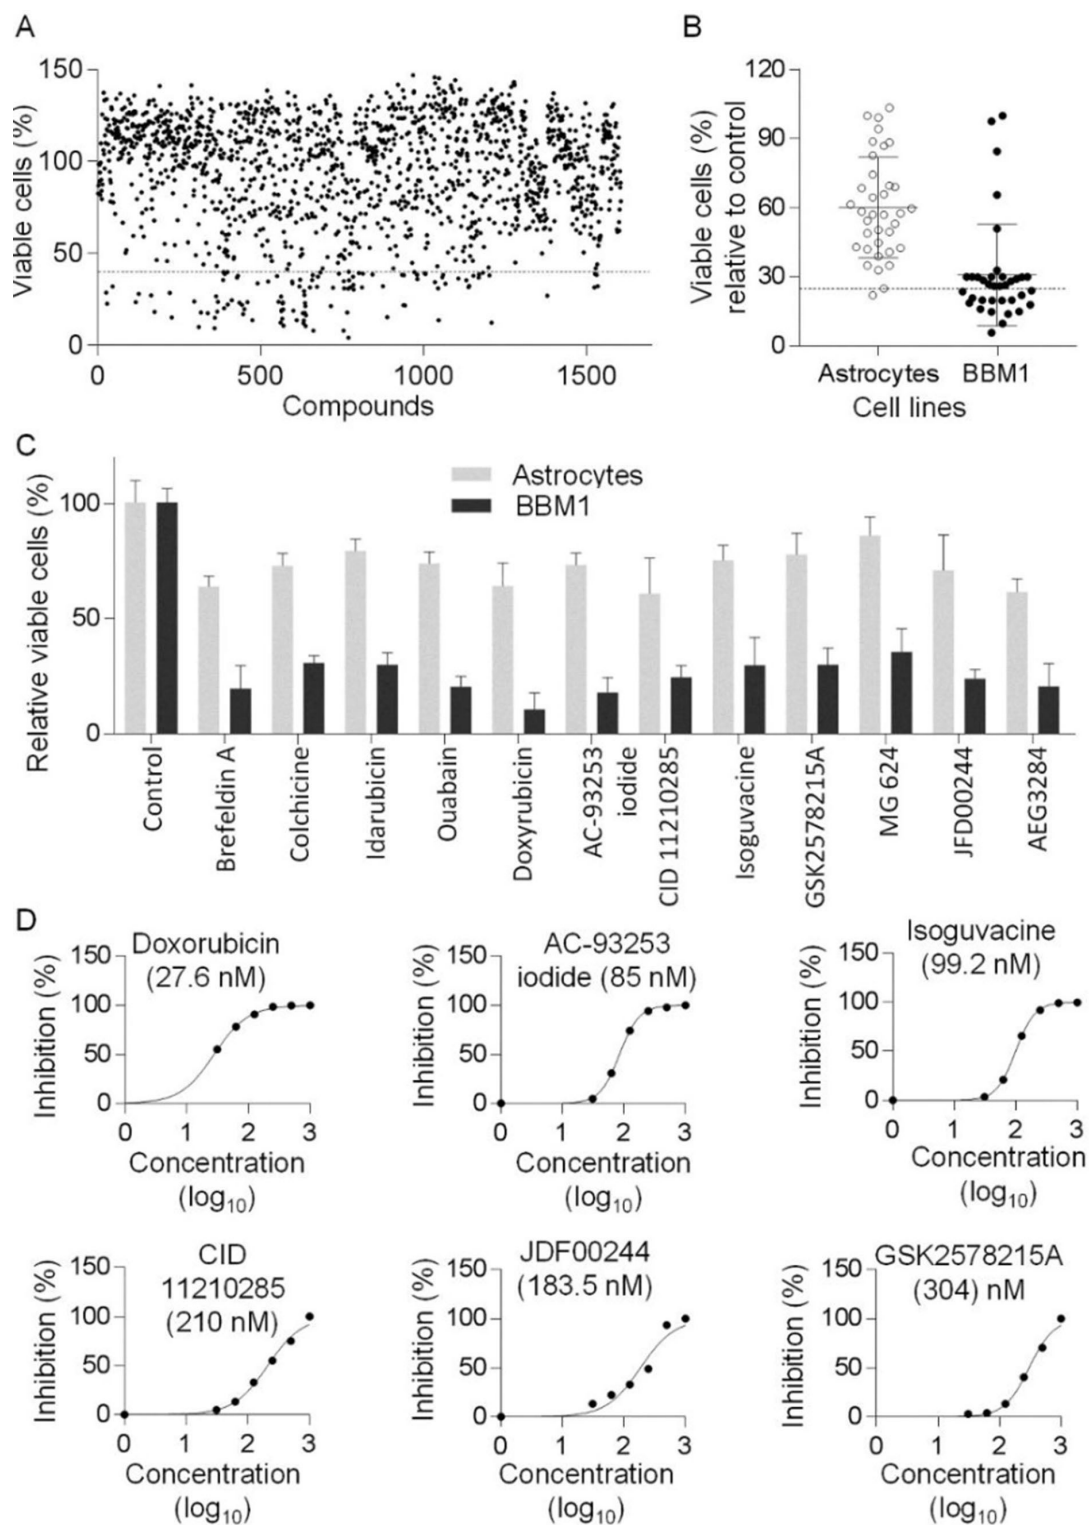 A
Viable cells (%)
150
100
50
0
0 500 1000 1500
Compounds
B
Viable cells (%)
relative to control
120
90
60
30
0
Astrocytes BBM1
Cell lines
C
Relative viable cells (%)
100
50
0
Astrocytes
BBM1
Control
Brefeldin A
Colchicine
Idarubicin
Ouabain
Doxyrubicin
AC-93253
iodide
CID 11210285
Isoguvacine
GSK2578215A
MG 624
JFD00244
AEG3284
D
Doxorubicin
(27.6 nM)
Inhibition (%)
150
100
50
0
0 1 2 3
Concentration
(log10)
AC-93253
iodide (85 nM)
Inhibition (%)
150
100
50
0
0 1 2 3
Concentration
(log10)
Isoguvacine
(99.2 nM)
Inhibition (%)
150
100
50
0
0 1 2 3
Concentration
(log10)
CID
11210285
(210 nM)
Inhibition (%)
150
100
50
0
0 1 2 3
Concentration
(log10)
JDF00244
(183.5 nM)
Inhibition (%)
150
100
50
0
0 1 2 3
Concentration
(log10)
GSK2578215A
(304) nM
Inhibition (%)
150
100
50
0
0 1 2 3
Concentration
(log10)